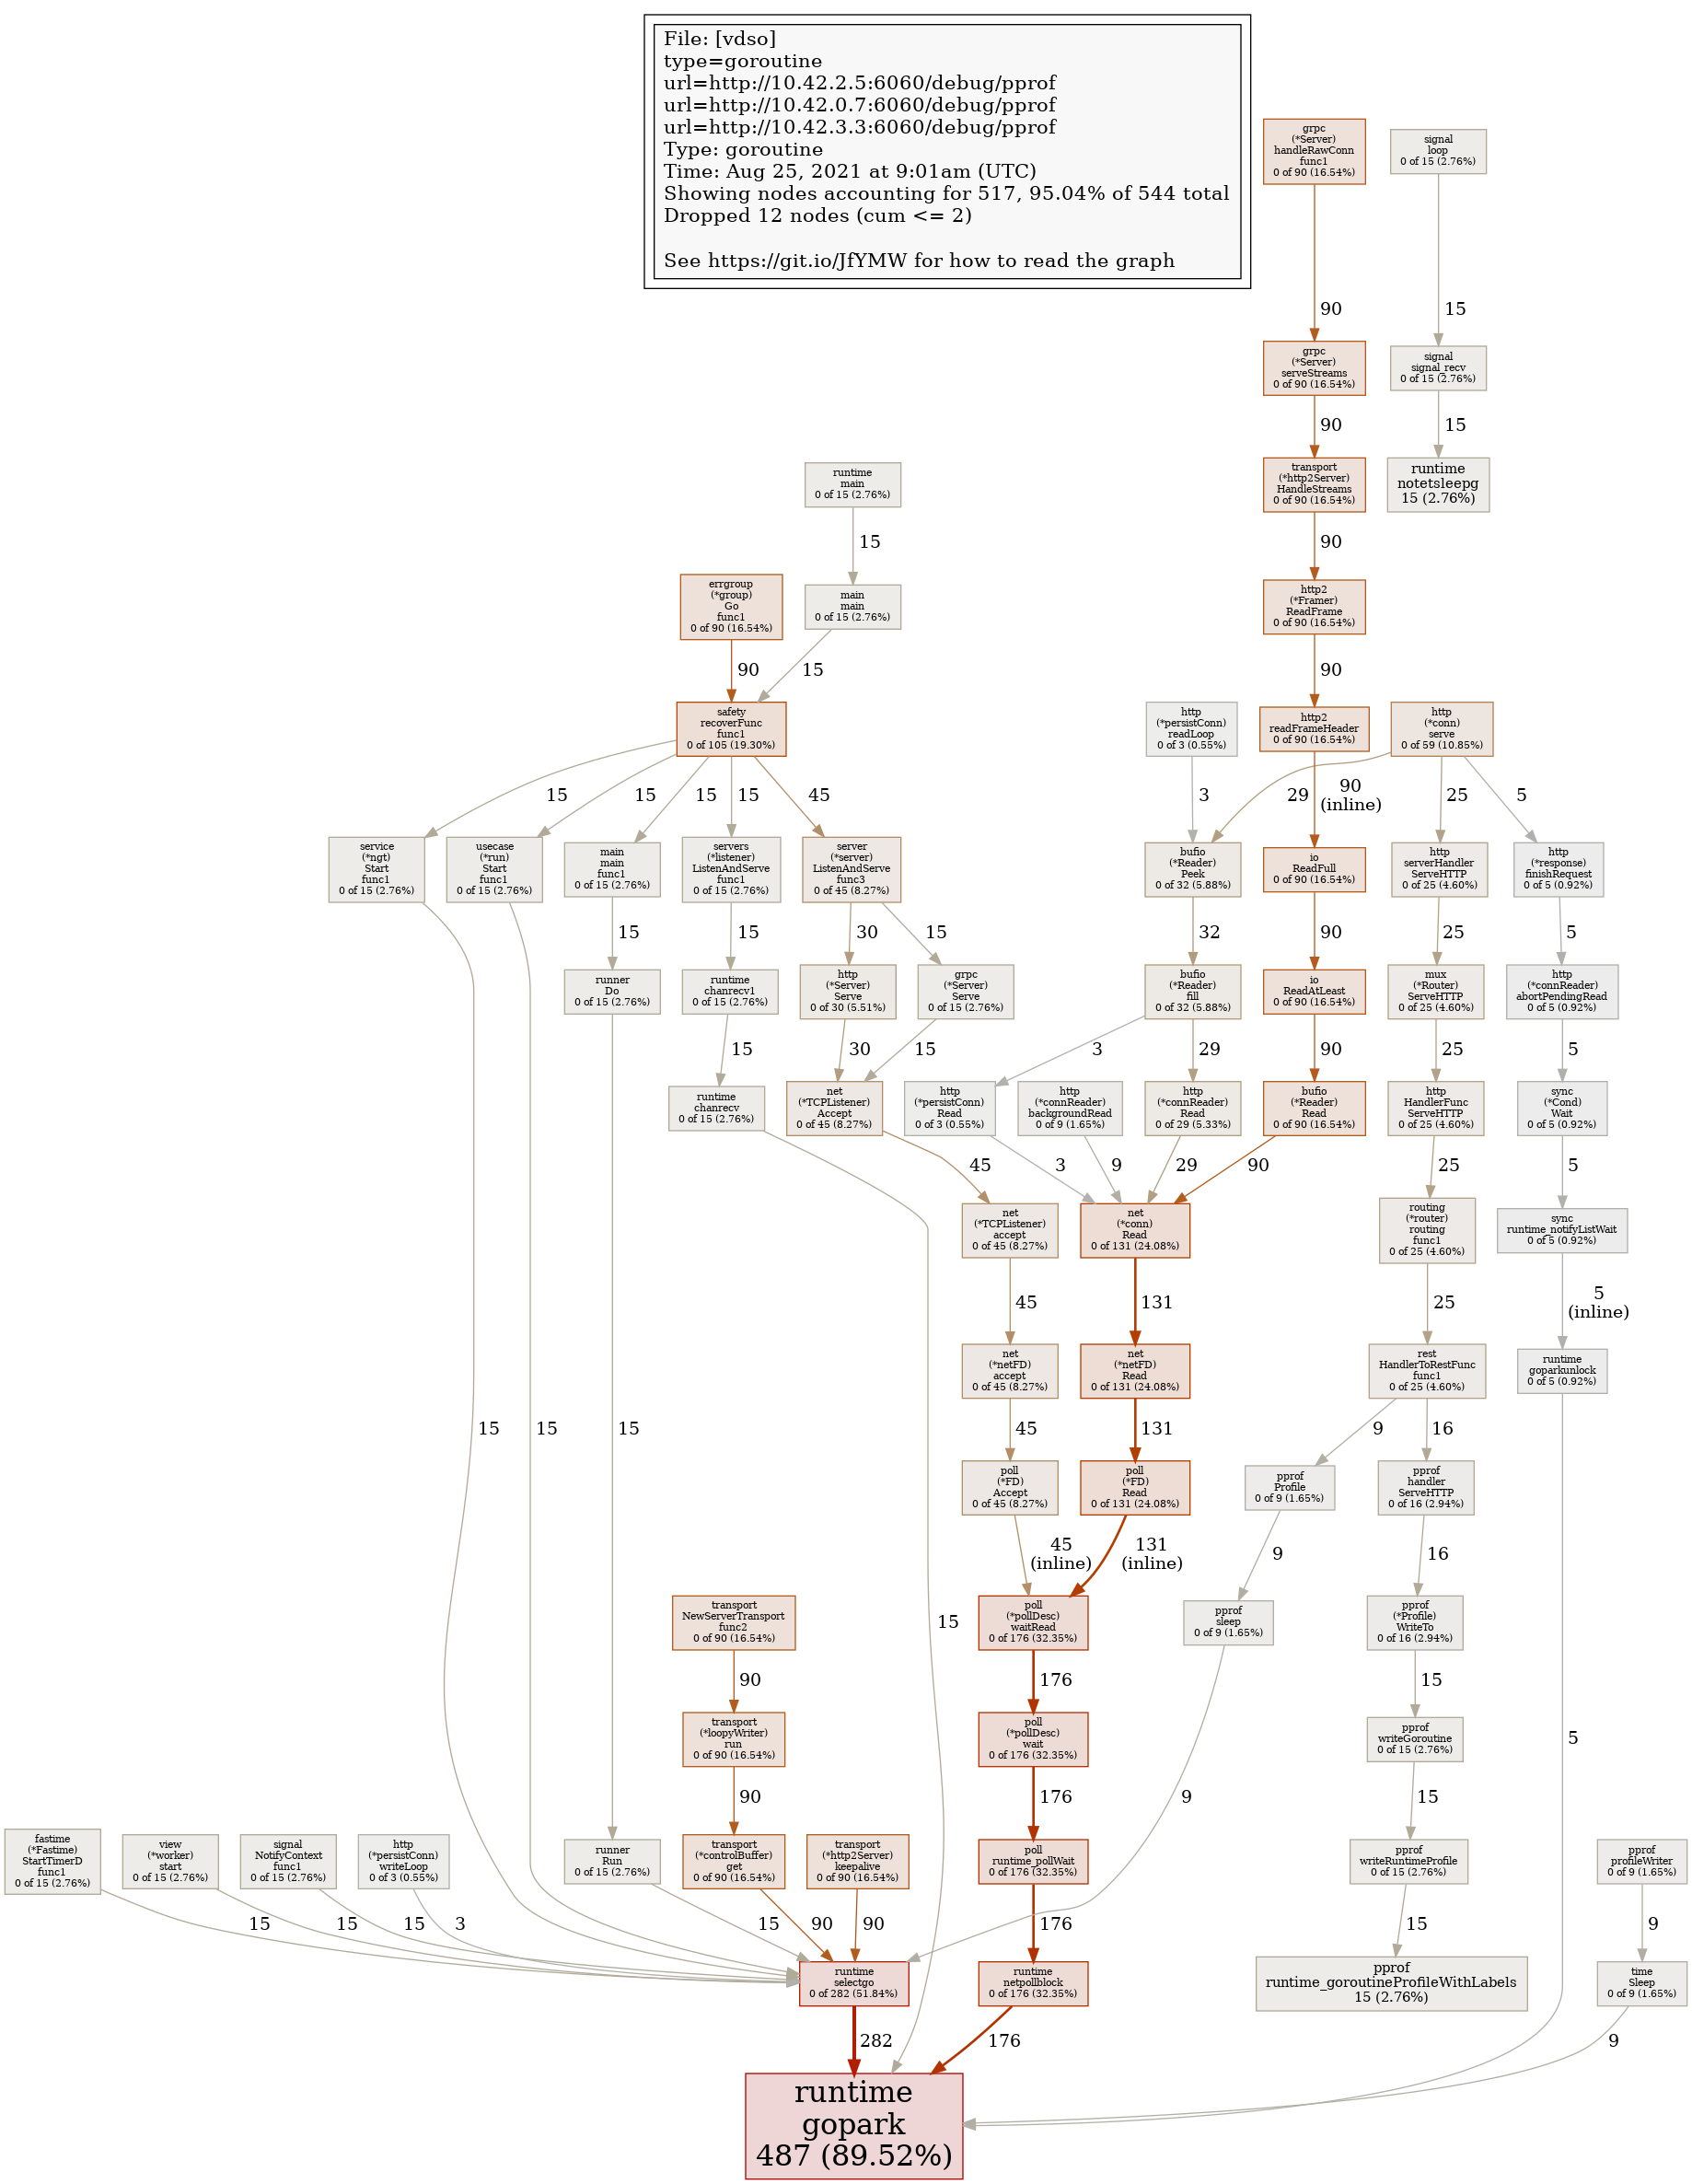 File: [vdso]
type=goroutine
url=http://10.42.2.5:6060/debug/pprof
url=http://10.42.0.7:6060/debug/pprof
url=http://10.42.3.3:6060/debug/pprof
Type: goroutine
Time: Aug 25, 2021 at 9:01am (UTC)
Showing nodes accounting for 517, 95.04% of 544 total
Dropped 12 nodes (cum <= 2)
See https://git.io/JfYMW for how to read the graph
grpc
(*Server)
handleRawConn
func1
0 of 90 (16.54%)
signal
loop
0 of 15 (2.76%)
90
15
grpc
(*Server)
serveStreams
0 of 90 (16.54%)
signal
signal_recv
0 of 15 (2.76%)
90
15
runtime
main
0 of 15 (2.76%)
transport
(*http2Server)
HandleStreams
0 of 90 (16.54%)
runtime
notetsleepg
15 (2.76%)
15
90
errgroup
(*group)
Go
func1
0 of 90 (16.54%)
main
main
0 of 15 (2.76%)
http2
(*Framer)
ReadFrame
0 of 90 (16.54%)
90
15
90
safety
recoverFunc
func1
0 of 105 (19.30%)
http
(*persistConn)
readLoop
0 of 3 (0.55%)
http2
readFrameHeader
0 of 90 (16.54%)
http
(*conn)
serve
0 of 59 (10.85%)
15
15
15
15
45
3
29
90
(inline)
25
5
service
(*ngt)
Start
func1
0 of 15 (2.76%)
usecase
(*run)
Start
func1
0 of 15 (2.76%)
main
main
func1
0 of 15 (2.76%)
servers
(*listener)
ListenAndServe
func1
0 of 15 (2.76%)
server
(*server)
ListenAndServe
func3
0 of 45 (8.27%)
bufio
(*Reader)
Peek
0 of 32 (5.88%)
io
ReadFull
0 of 90 (16.54%)
http
serverHandler
ServeHTTP
0 of 25 (4.60%)
http
(*response)
finishRequest
0 of 5 (0.92%)
15
15
30
15
32
90
25
5
runner
Do
0 of 15 (2.76%)
runtime
chanrecv1
0 of 15 (2.76%)
http
(*Server)
Serve
0 of 30 (5.51%)
grpc
(*Server)
Serve
0 of 15 (2.76%)
bufio
(*Reader)
fill
0 of 32 (5.88%)
io
ReadAtLeast
0 of 90 (16.54%)
mux
(*Router)
ServeHTTP
0 of 25 (4.60%)
http
(*connReader)
abortPendingRead
0 of 5 (0.92%)
15
30
15
3
29
90
25
5
runtime
chanrecv
0 of 15 (2.76%)
net
(*TCPListener)
Accept
0 of 45 (8.27%)
http
(*persistConn)
Read
0 of 3 (0.55%)
http
(*connReader)
backgroundRead
0 of 9 (1.65%)
http
(*connReader)
Read
0 of 29 (5.33%)
bufio
(*Reader)
Read
0 of 90 (16.54%)
http
HandlerFunc
ServeHTTP
0 of 25 (4.60%)
sync
(*Cond)
Wait
0 of 5 (0.92%)
45
3
9
29
90
25
5
net
(*TCPListener)
accept
0 of 45 (8.27%)
net
(*conn)
Read
0 of 131 (24.08%)
routing
(*router)
routing
func1
0 of 25 (4.60%)
sync
runtime_notifyListWait
0 of 5 (0.92%)
45
131
25
5
(inline)
net
(*netFD)
accept
0 of 45 (8.27%)
net
(*netFD)
Read
0 of 131 (24.08%)
rest
HandlerToRestFunc
func1
0 of 25 (4.60%)
runtime
goparkunlock
0 of 5 (0.92%)
15
15
15
45
131
9
16
poll
(*FD)
Accept
0 of 45 (8.27%)
poll
(*FD)
Read
0 of 131 (24.08%)
pprof
Profile
0 of 9 (1.65%)
pprof
handler
ServeHTTP
0 of 16 (2.94%)
45
(inline)
131
(inline)
9
16
transport
NewServerTransport
func2
0 of 90 (16.54%)
15
poll
(*pollDesc)
waitRead
0 of 176 (32.35%)
pprof
sleep
0 of 9 (1.65%)
pprof
(*Profile)
WriteTo
0 of 16 (2.94%)
90
176
15
transport
(*loopyWriter)
run
0 of 90 (16.54%)
poll
(*pollDesc)
wait
0 of 176 (32.35%)
pprof
writeGoroutine
0 of 15 (2.76%)
5
90
176
9
15
fastime
(*Fastime)
StartTimerD
func1
0 of 15 (2.76%)
view
(*worker)
start
0 of 15 (2.76%)
signal
NotifyContext
func1
0 of 15 (2.76%)
http
(*persistConn)
writeLoop
0 of 3 (0.55%)
runner
Run
0 of 15 (2.76%)
transport
(*controlBuffer)
get
0 of 90 (16.54%)
transport
(*http2Server)
keepalive
0 of 90 (16.54%)
poll
runtime_pollWait
0 of 176 (32.35%)
pprof
writeRuntimeProfile
0 of 15 (2.76%)
pprof
profileWriter
0 of 9 (1.65%)
15
15
15
3
15
90
90
176
15
9
runtime
selectgo
0 of 282 (51.84%)
runtime
netpollblock
0 of 176 (32.35%)
pprof
runtime_goroutineProfileWithLabels
15 (2.76%)
time
Sleep
0 of 9 (1.65%)
282
176
9
runtime
gopark
487 (89.52%)